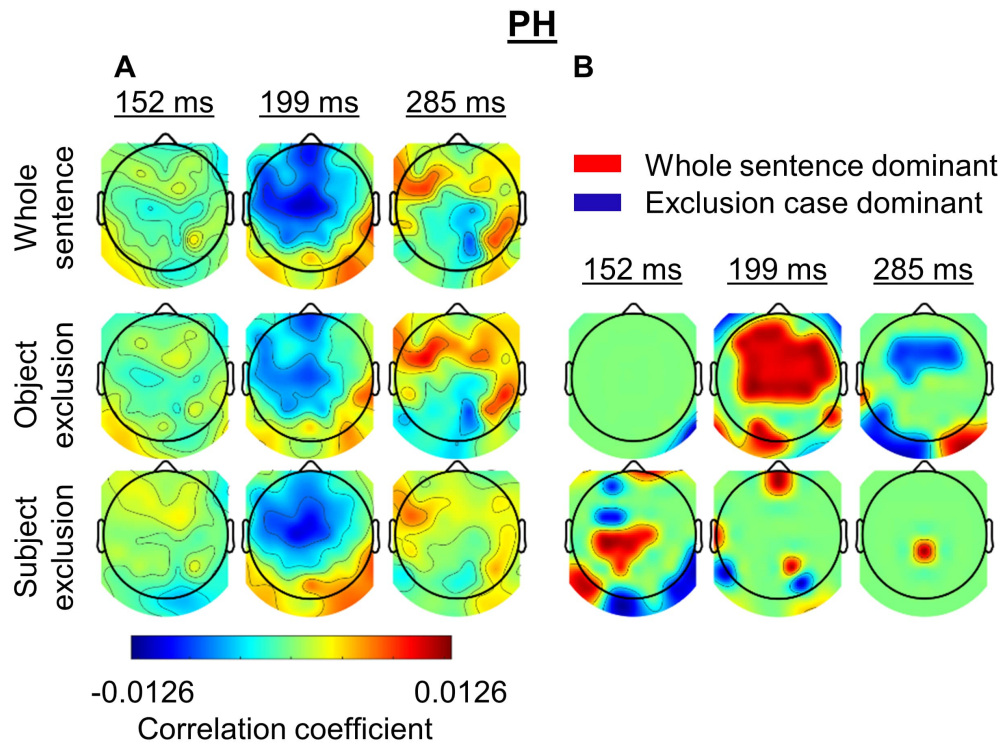 PH
A
152 ms 199 ms 285 ms
Whole
sentence
Object
exclusion
Subject
exclusion
-0.0126 0.0126
Correlation coefficient
B
Whole sentence dominant
Exclusion case dominant
152 ms 199 ms 285 ms